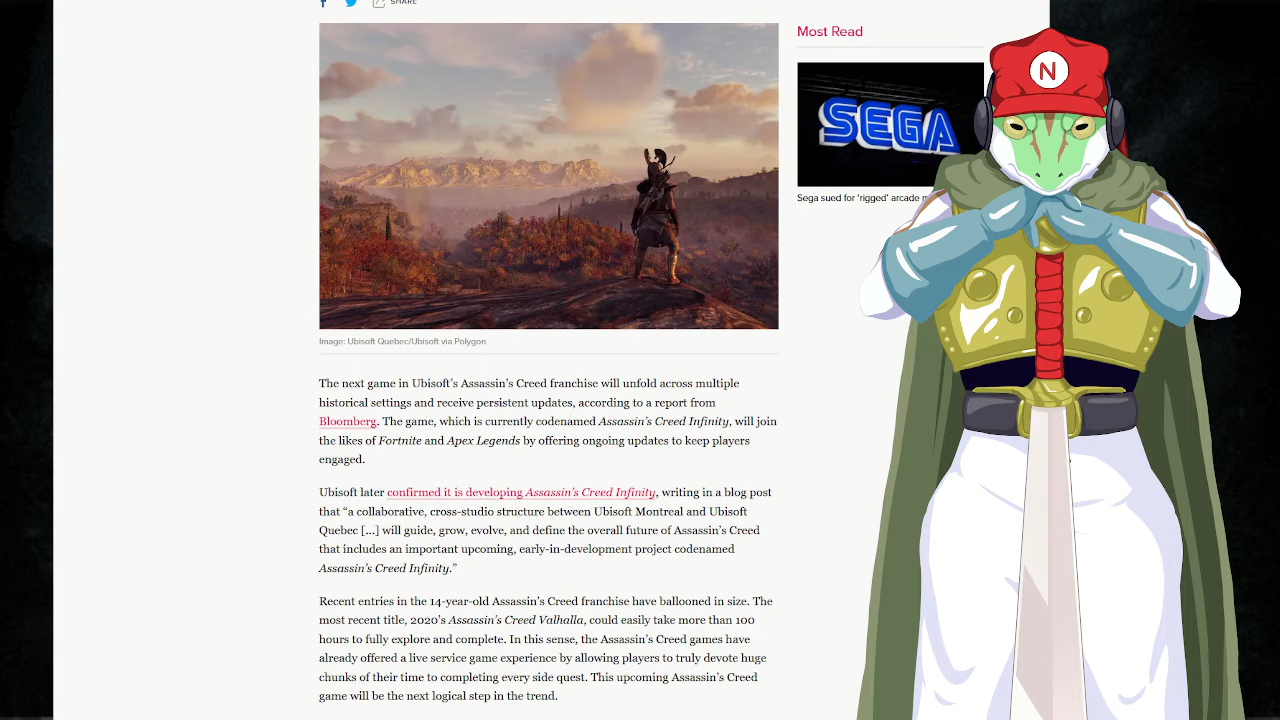 SHARE
Most Read
SEGA
N
Sega sued for ‘rigged’ arcade
Image: Ubisoft Quebec/Ubisoft via Polygon
The next game in Ubisoft’s Assassin’s Creed franchise will unfold across multiple
historical settings and receive persistent updates, according to a report from
Bloomberg. The game, which is currently codenamed Assassin’s Creed Infinity, will join
the likes of Fortnite and Apex Legends by offering ongoing updates to keep players
engaged.
Ubisoft later confirmed it is developing Assassin’s Creed Infinity, writing in a blog post
that “a collaborative, cross-studio structure between Ubisoft Montreal and Ubisoft
Quebec [...] will guide, grow, evolve, and define the overall future of Assassin’s Creed
that includes an important upcoming, early-in-development project codenamed
Assassin’s Creed Infinity.”
Recent entries in the 14-year-old Assassin’s Creed franchise have ballooned in size. The
most recent title, 2020’s Assassin’s Creed Valhalla, could easily take more than 100
hours to fully explore and complete. In this sense, the Assassin’s Creed games have
already offered a live service game experience by allowing players to truly devote huge
chunks of their time to completing every side quest. This upcoming Assassin’s Creed
game will be the next logical step in the trend.